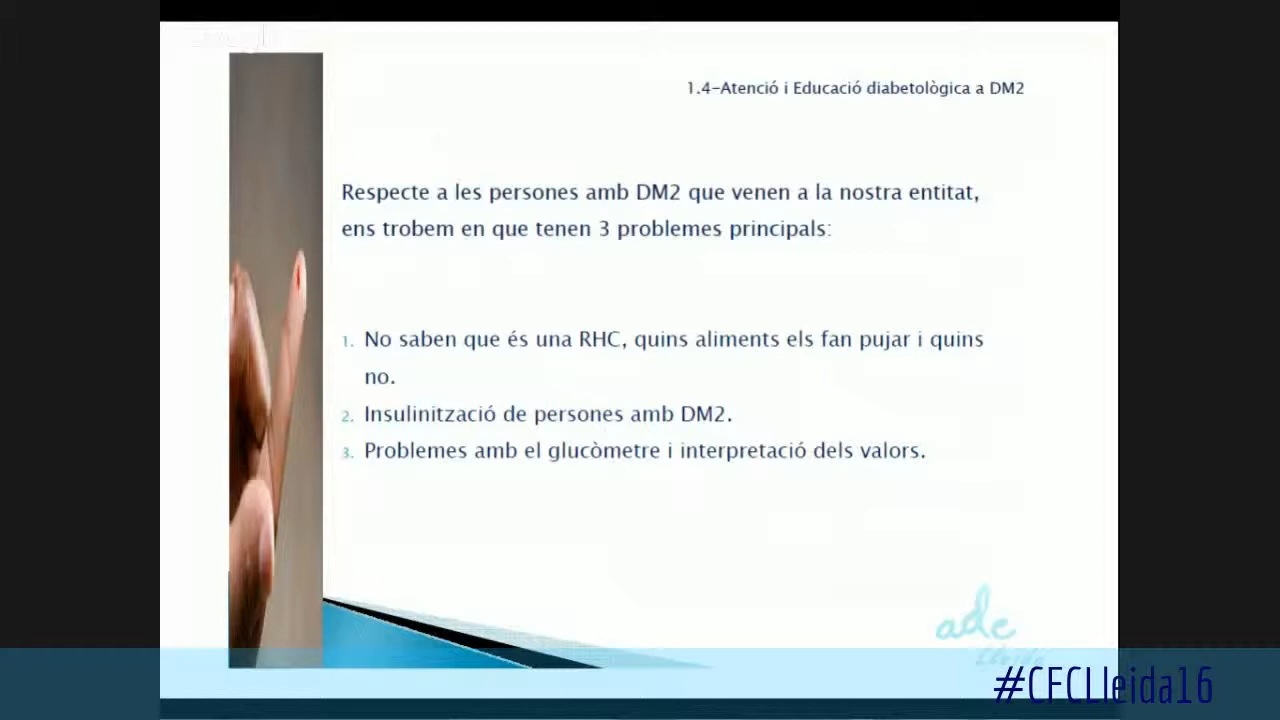 1.4-Atenció i Educació diabetològica a DM2
Respecte a les persones amb DM2 que venen a la nostra entitat,
ens trobem en que tenen 3 problemes principals:
1. No saben que és una RHC, quins aliments els fan pujar i quins
no.
2. Insulinització de persones amb DM2.
3. Problemes amb el glucòmetre i interpretació dels valors.
adc
Lleida
#CFCLleida16